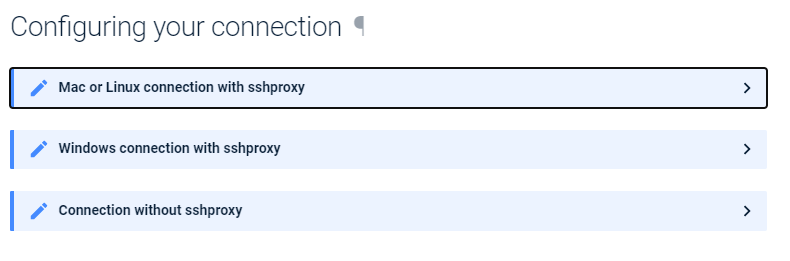 Configuring your connection ¶
Mac or Linux connection with sshproxy
Windows connection with sshproxy
Connection without sshproxy